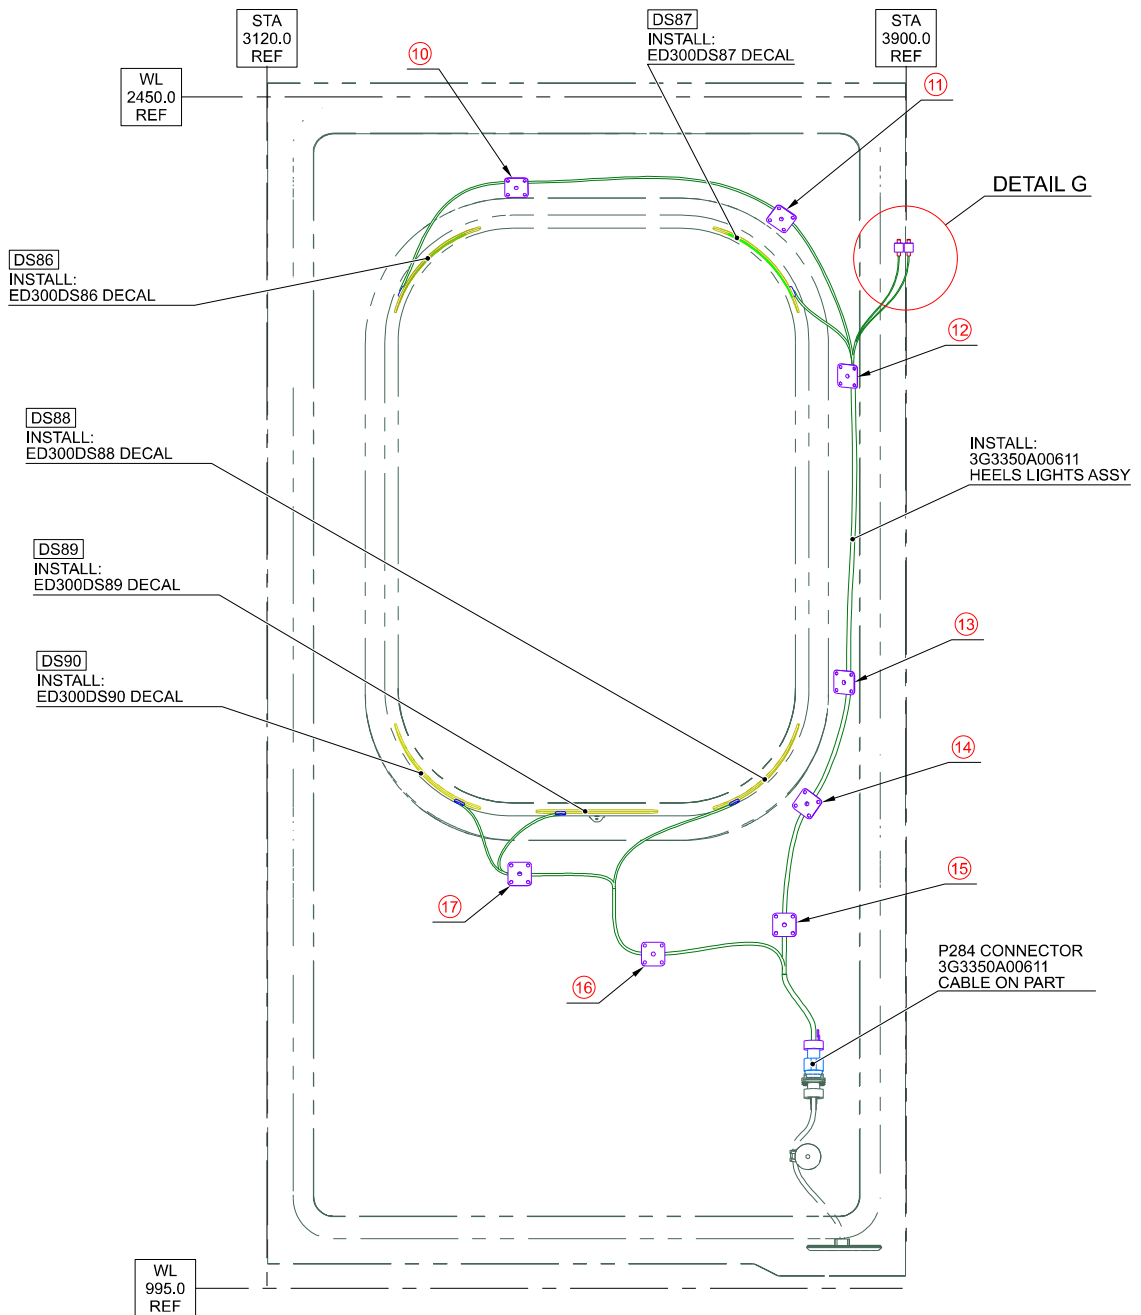 STA
3120.0
REF
DS87
INSTALL:
ED300DS87 DECAL
STA
3900.0
REF
WL
2450.0
REF
10
11
DETAIL G
DS86
INSTALL:
ED300DS86 DECAL
12
DS88
INSTALL:
ED300DS88 DECAL
INSTALL:
3G3350A00611
HEELS LIGHTS ASSY
DS89
INSTALL:
ED300DS89 DECAL
13
DS90
INSTALL:
ED300DS90 DECAL
14
15
17
P284 CONNECTOR
3G3350A00611
CABLE ON PART
16
WL
995.0
REF